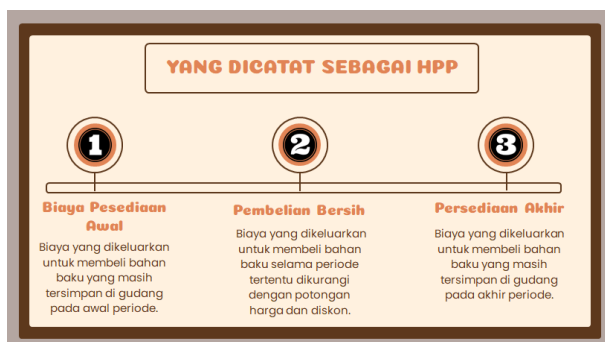 YANG DICATAT SEBAGAI HPP
1
2
3
Biaya Pesediaan
Awal
Biaya yang dikeluarkan
untuk membeli bahan
baku yang masih
tersimpan di gudang
pada awal periode.
Pembelian Bersih
Biaya yang dikeluarkan
untuk membeli bahan
baku selama periode
tertentu dikurangi
dengan potongan
harga dan diskon.
Persediaan Akhir
Biaya yang dikeluarkan
untuk membeli bahan
baku yang masih
tersimpan di gudang
pada akhir periode.